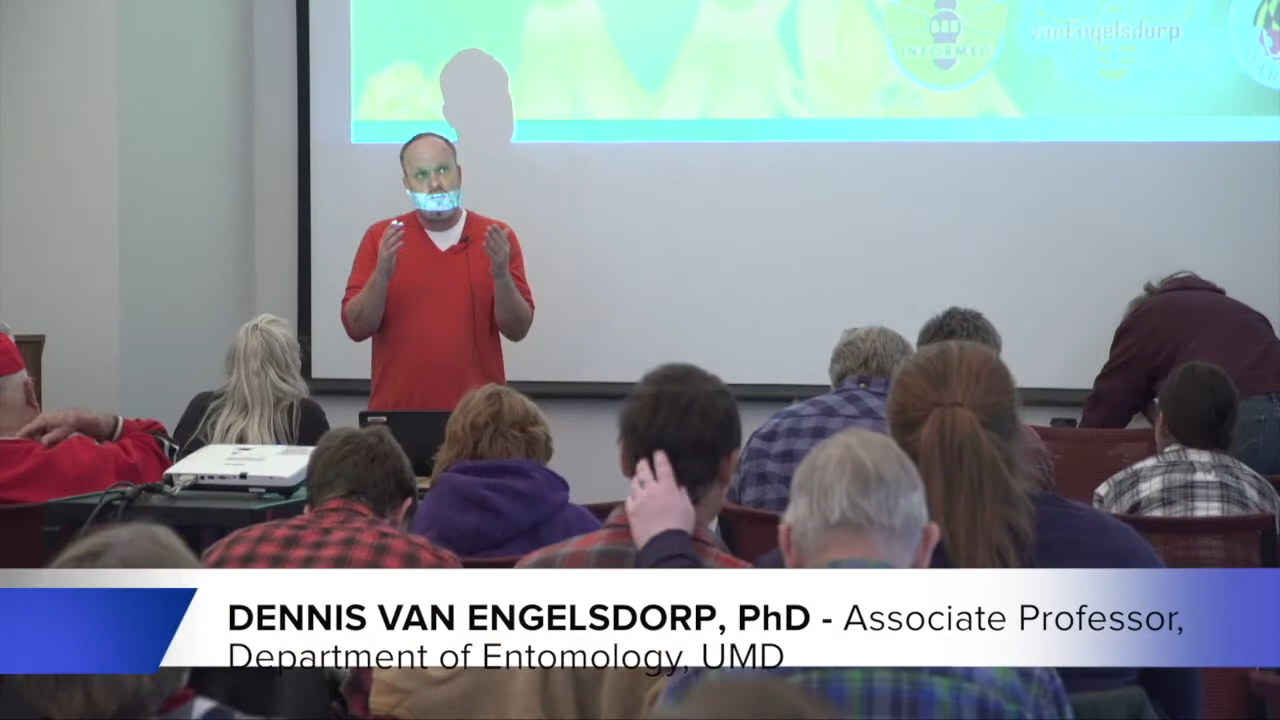 INFORMED
vanEngelsdorp
DENNIS VAN ENGELSDORP, PhD - Associate Professor,
Department of Entomology, UMD